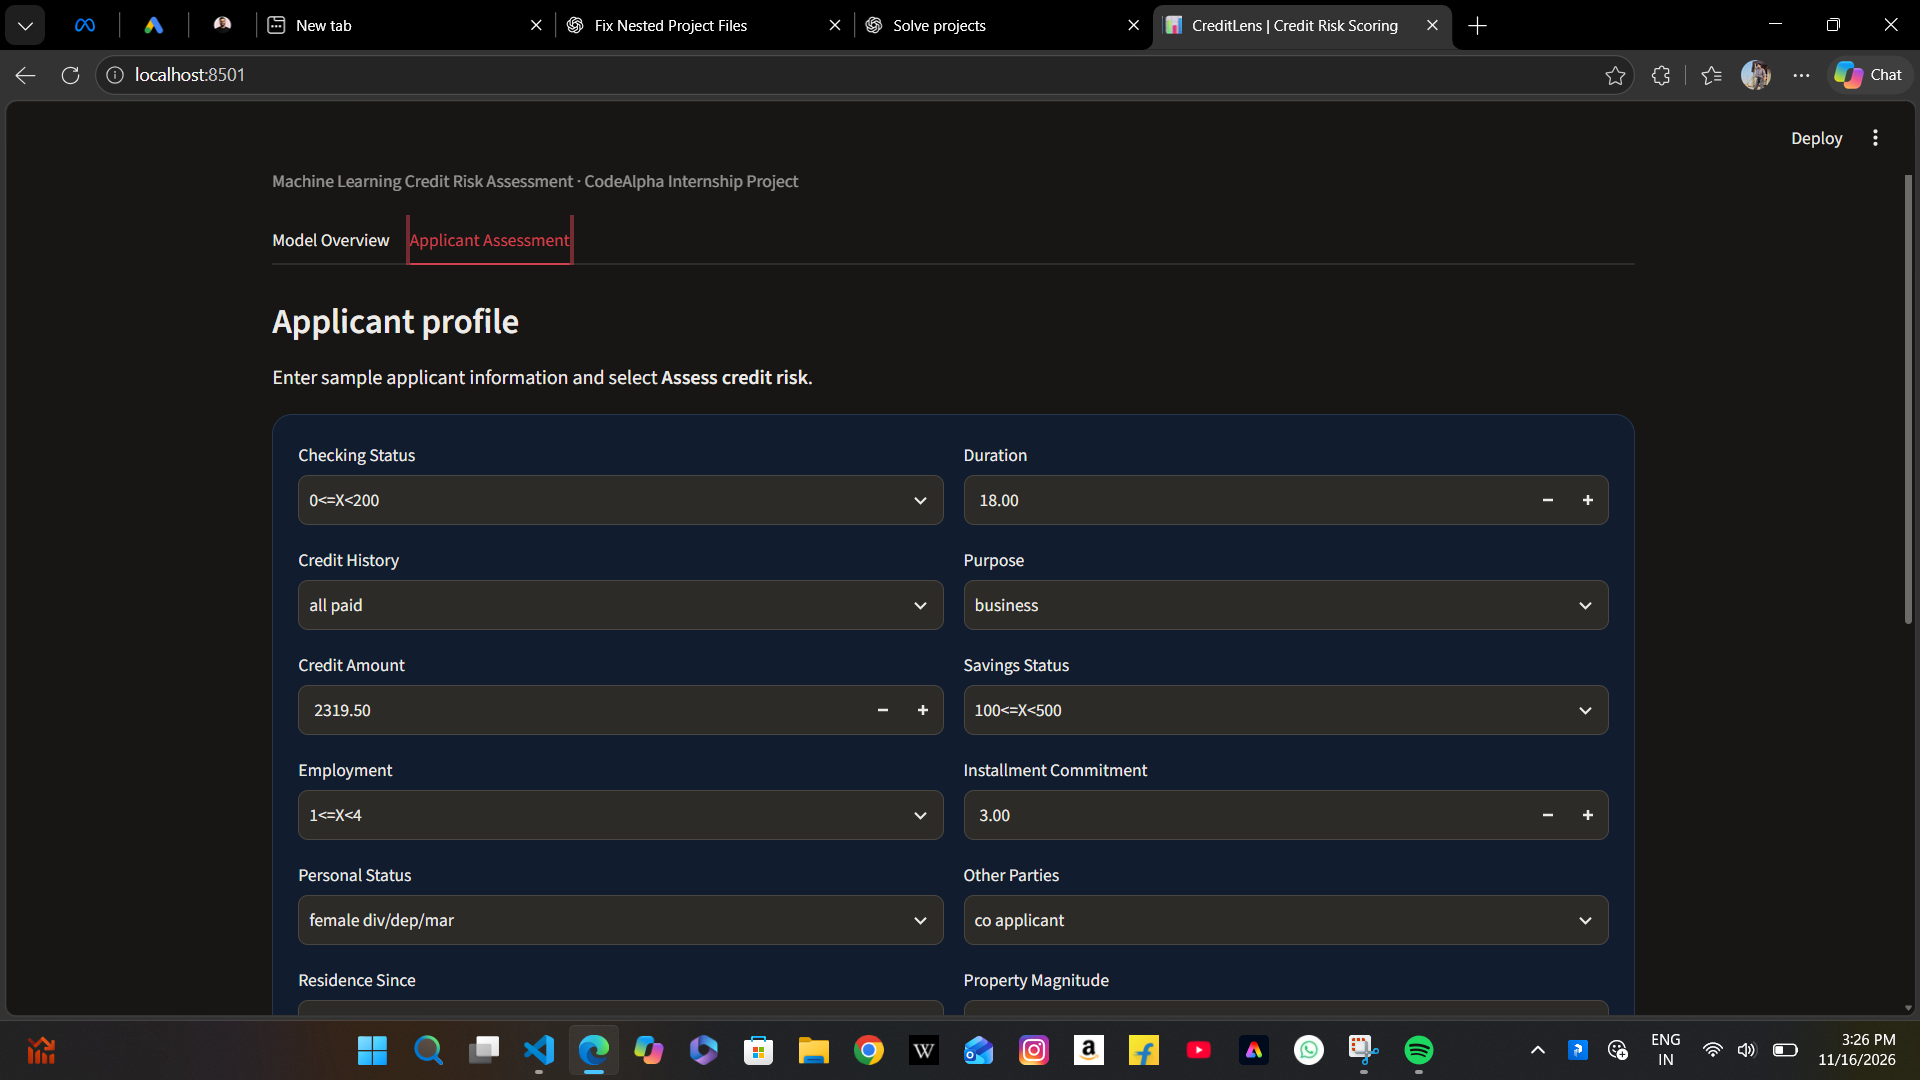 New tab
Fix Nested Project Files
Solve projects
CreditLens | Credit Risk Scoring
localhost:8501
Chat
Deploy
Machine Learning Credit Risk Assessment · CodeAlpha Internship Project
Model Overview
Applicant Assessment
Applicant profile
Enter sample applicant information and select Assess credit risk.
Checking Status
Duration
0<=X<200
18.00
Credit History
Purpose
all paid
business
Credit Amount
Savings Status
2319.50
100<=X<500
Employment
Installment Commitment
1<=X<4
3.00
Personal Status
Other Parties
female div/dep/mar
co applicant
Residence Since
Property Magnitude
W
a
ENG
IN
3:26 PM
11/16/2026